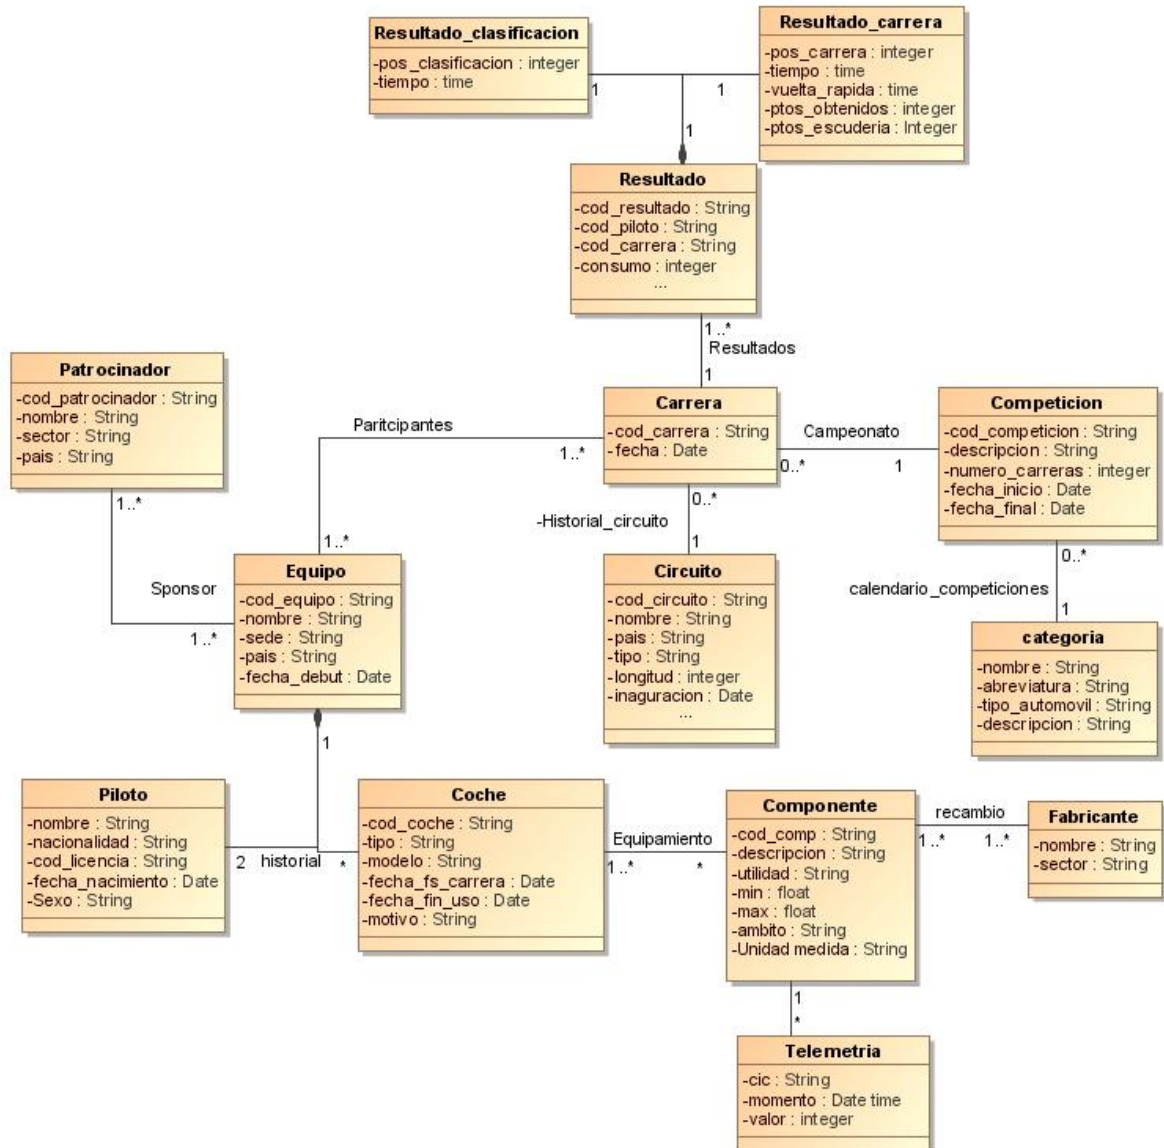 Resultado_clasificacion
-pos_clasificacion : integer
-tiempo : time
Resultado_carrera
-pos_carrera : integer
-tiempo : time
-vuelta_rapida : time
-ptos_obtenidos : integer
-ptos_escuderia : Integer
1
1
1
Resultado
-cod_resultado : String
-cod_piloto : String
-cod_carrera : String
-consumo : integer
...
1..*
Resultados
1
Patrocinador
-cod_patrocinador : String
-nombre : String
-sector : String
-pais : String
1..*
Sponsor
1..*
Paritcipantes
1..*
1..*
Carrera
-cod_carrera : String
-fecha : Date
Campeonato
0..*
1
Competicion
-cod_competicion : String
-descripcion : String
-numero_carreras : integer
-fecha_inicio : Date
-fecha_final : Date
0..*
-Historial_circuito
1
0..*
calendario_competiciones
1
Equipo
-cod_equipo : String
-nombre : String
-sede : String
-pais : String
-fecha_debut : Date
1
Circuito
-cod_circuito : String
-nombre : String
-pais : String
-tipo : String
-longitud : integer
-inaguracion : Date
...
categoria
-nombre : String
-abreviatura : String
-tipo_automovil : String
-descripcion : String
Piloto
-nombre : String
-nacionalidad : String
-cod_licencia : String
-fecha_nacimiento : Date
-Sexo : String
2
historial
*
Coche
-cod_coche : String
-tipo : String
-modelo : String
-fecha_fs_carrera : Date
-fecha_fin_uso : Date
-motivo : String
Equipamiento
1..*
*
Componente
-cod_comp : String
-descripcion : String
-utilidad : String
-min : float
-max : float
-ambito : String
-Unidad medida : String
recambio
1..*
1..*
Fabricante
-nombre : String
-sector : String
1
*
Telemetria
-cic : String
-momento : Date time
-valor : integer